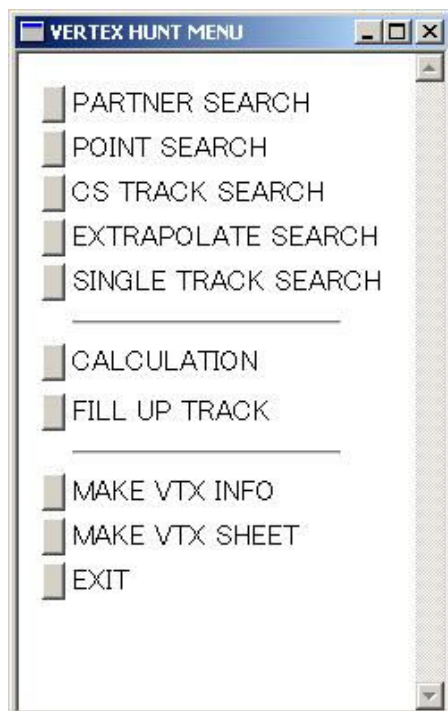 VERTEX HUNT MENU
PARTNER SEARCH
POINT SEARCH
CS TRACK SEARCH
EXTRAPOLATE SEARCH
SINGLE TRACK SEARCH
CALCULATION
FILL UP TRACK
MAKE VTX INFO
MAKE VTX SHEET
EXIT